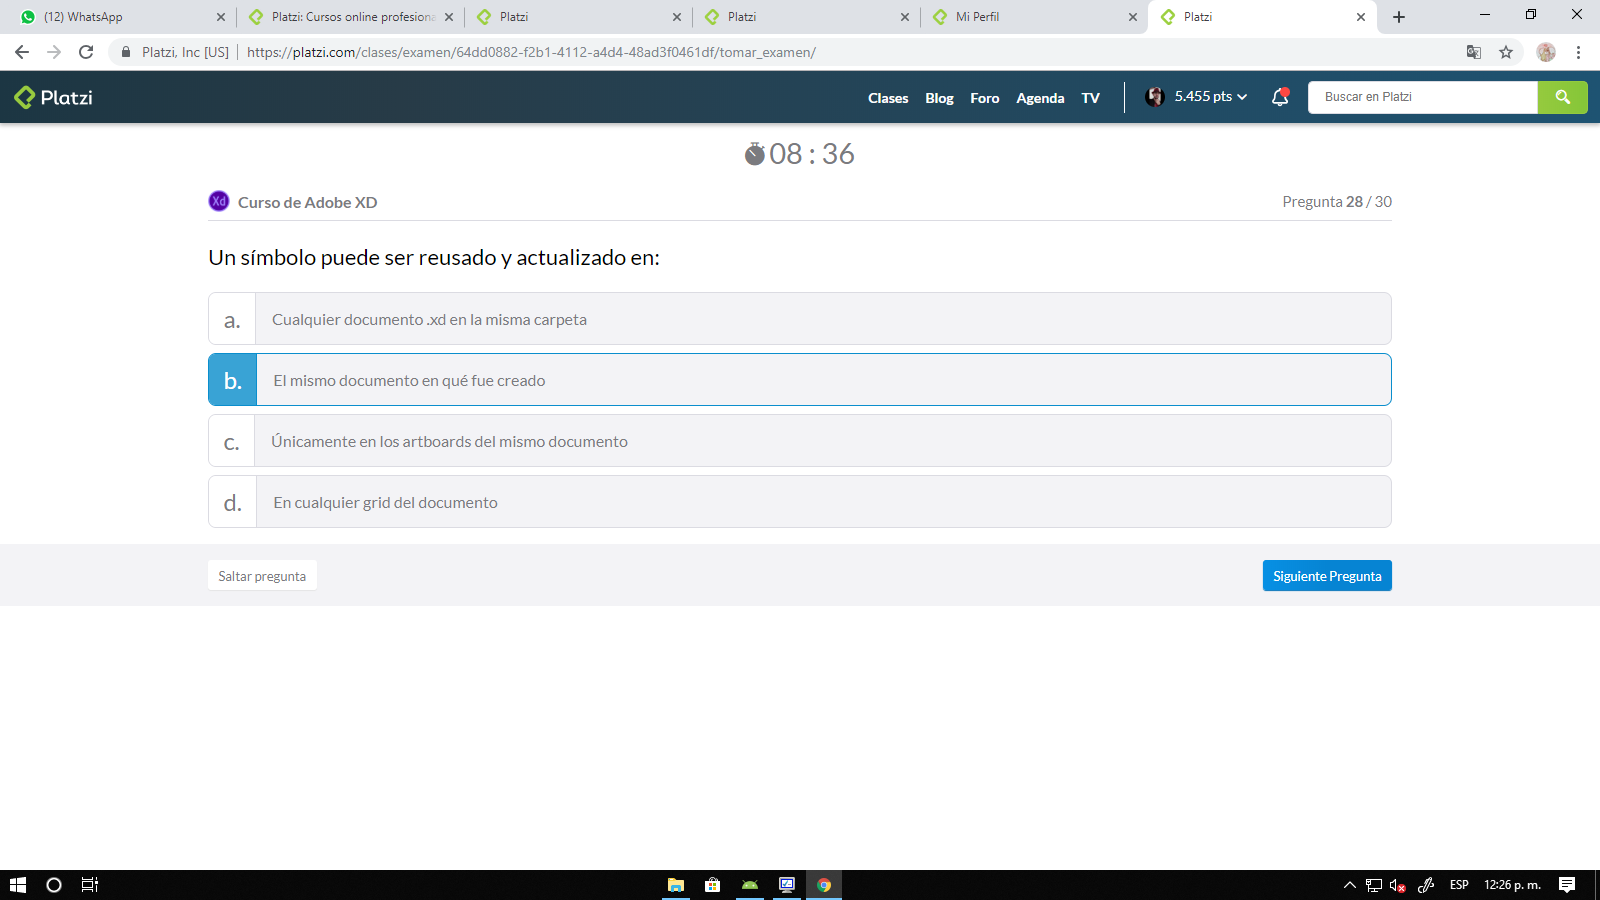 (12) WhatsApp
Platzi: Cursos online profesiona
Platzi
Platzi
Mi Perfil
Platzi
Platzi, Inc [US]
https://platzi.com/clases/examen/64dd0882-f2b1-4112-a4d4-48ad3f0461df/tomar_examen/
Platzi
Clases
Blog
Foro
Agenda
TV
5.455 pts
Buscar en Platzi
08 : 36
Xd
Curso de Adobe XD
Pregunta 28 / 30
Un símbolo puede ser reusado y actualizado en:
a. Cualquier documento .xd en la misma carpeta
b. El mismo documento en qué fue creado
c. Únicamente en los artboards del mismo documento
d. En cualquier grid del documento
Saltar pregunta
Siguiente Pregunta
ESP
12:26 p. m.